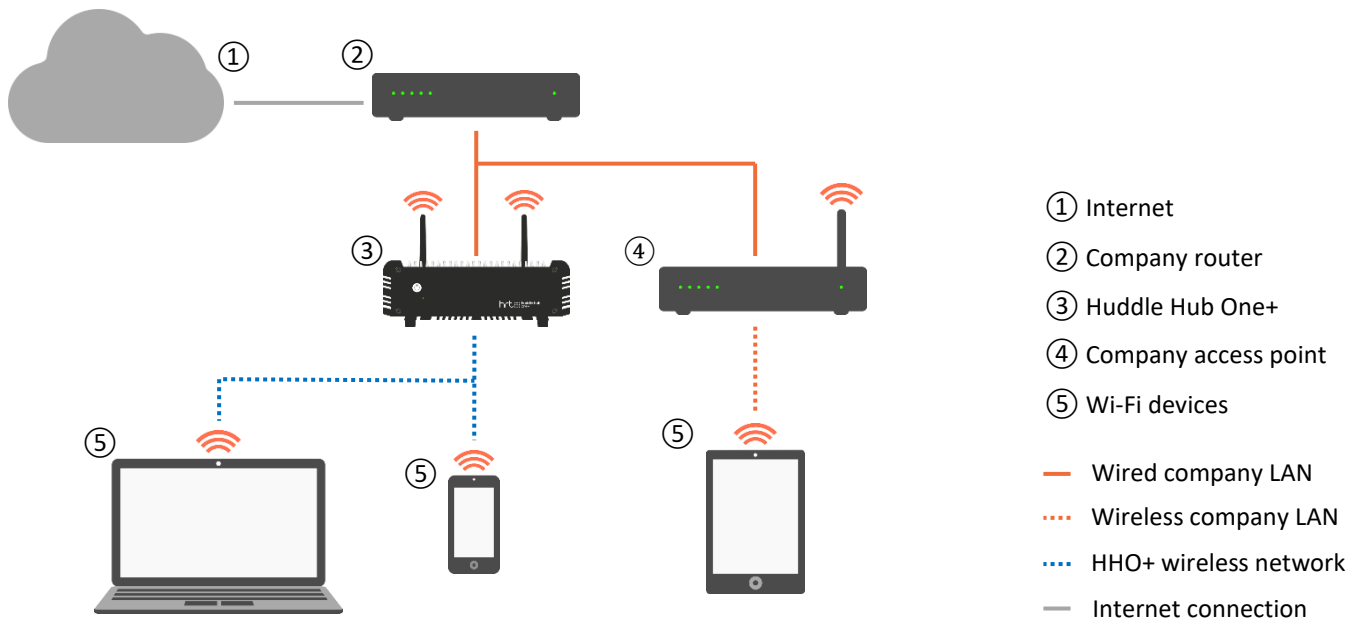 ①
②
③
④
⑤
⑤
⑤
hrt
① Internet
② Company router
③ Huddle Hub One+
④ Company access point
⑤ Wi-Fi devices
Wired company LAN
Wireless company LAN
HHO+ wireless network
Internet connection